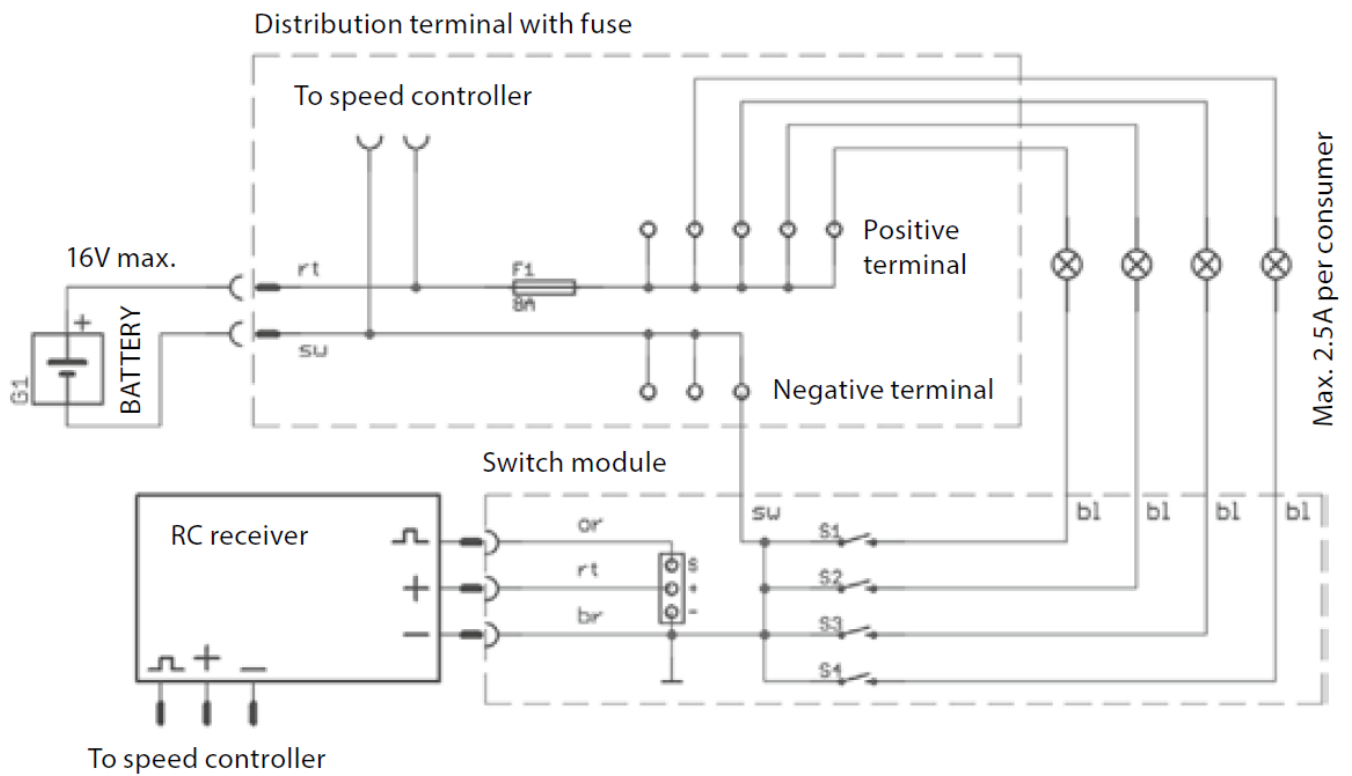 Distribution terminal with fuse
To speed controller
16V max.
rt
F1
8A
Positive
terminal
+
BATTERY
G1
sw
Negative terminal
Max. 2.5A per consumer
Switch module
RC receiver
or
rt
br
S
+
-
sw
S1
S2
S3
S4
bl
bl
bl
bl
+
−
+
−
To speed controller